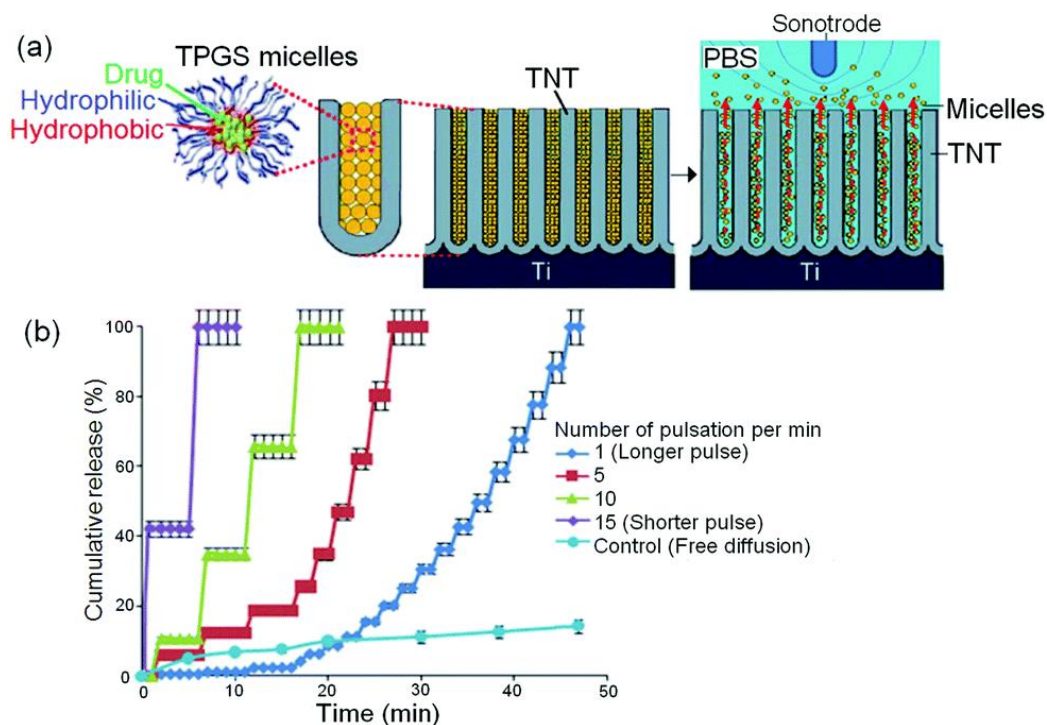 (a)
TPGS micelles
Drug
Hydrophilic
Hydrophobic
TNT
Ti
Sonotrode
PBS
Micelles
TNT
Ti
(b)
Cumulative release (%)
100
80
60
40
20
0
0
10
20
30
40
50
Time (min)
Number of pulsation per min
1 (Longer pulse)
5
10
15 (Shorter pulse)
Control (Free diffusion)